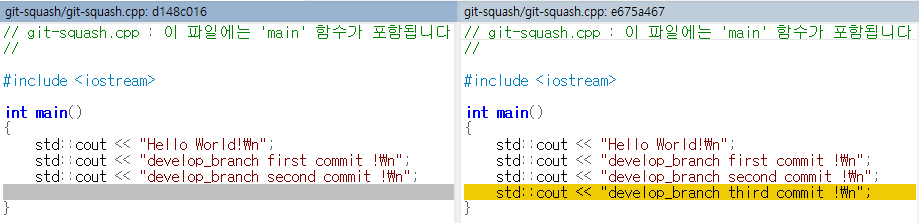 git-squash/git-squash.cpp: d148c016
// git-squash.cpp : 이 파일에는 'main' 함수가 포함됩니다
//
#include <iostream>
int main()
{
std::cout << "Hello World!₩n";
std::cout << "develop_branch first commit !₩n";
std::cout << "develop_branch second commit !₩n";
}
git-squash/git-squash.cpp: e675a467
// git-squash.cpp : 이 파일에는 'main' 함수가 포함됩니다
//
#include <iostream>
int main()
{
std::cout << "Hello World!₩n";
std::cout << "develop_branch first commit !₩n";
std::cout << "develop_branch second commit !₩n";
std::cout << "develop_branch third commit !₩n";
}